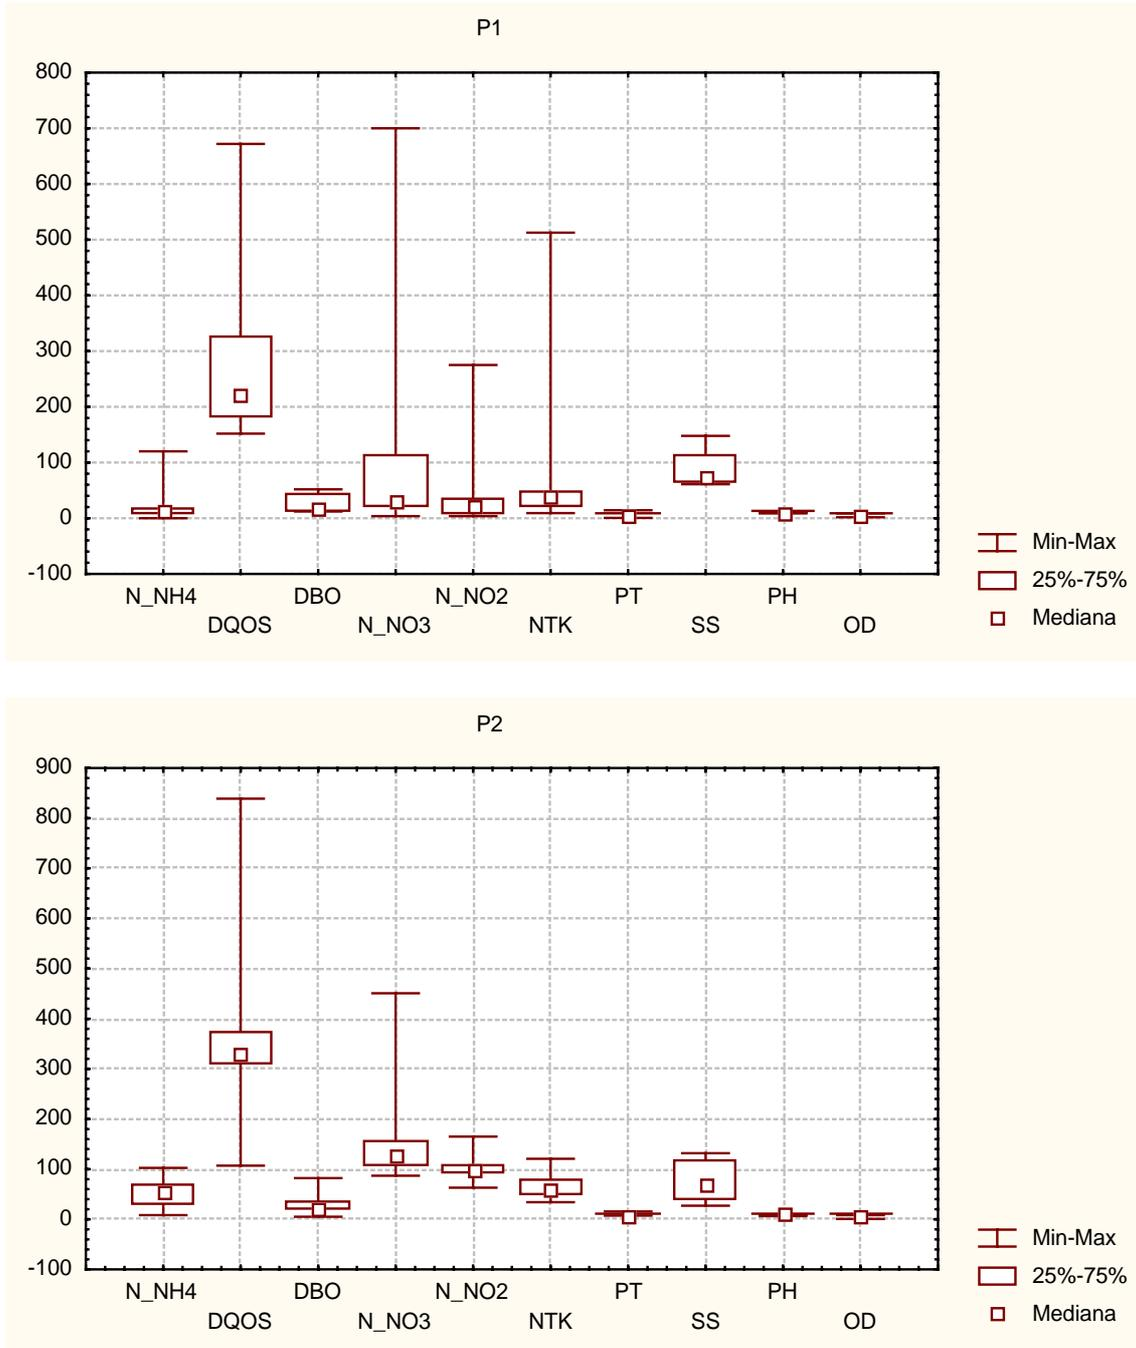 P1
800
700
600
500
400
300
200
100
0
-100
N_NH4 DBO N_NO2 PT PH
DQOS N_NO3 NTK SS OD
Min-Max
25%-75%
Mediana
P2
900
800
700
600
500
400
300
200
100
0
-100
N_NH4 DBO N_NO2 PT PH
DQOS N_NO3 NTK SS OD
Min-Max
25%-75%
Mediana